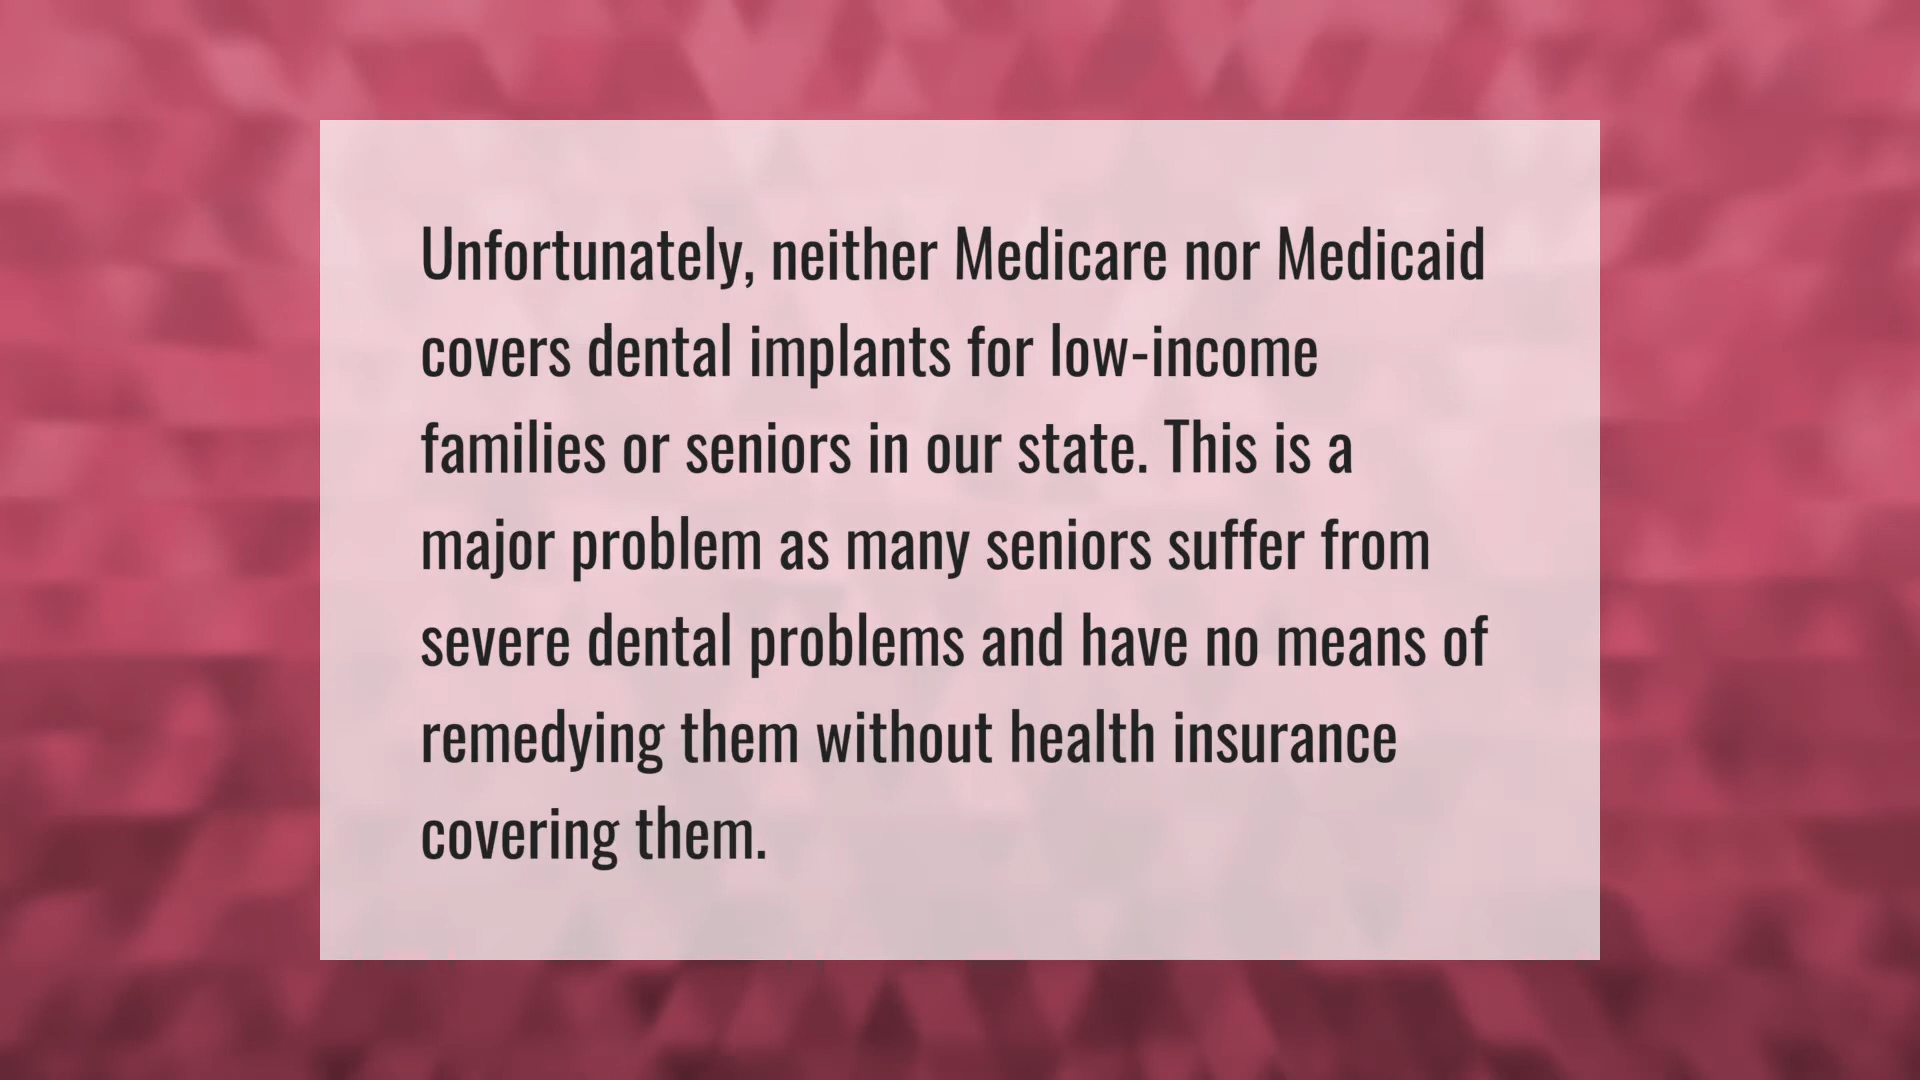 Unfortunately, neither Medicare nor Medicaid
covers dental implants for low-income
families or seniors in our state. This is a
major problem as many seniors suffer from
severe dental problems and have no means of
remedying them without health insurance
covering them.